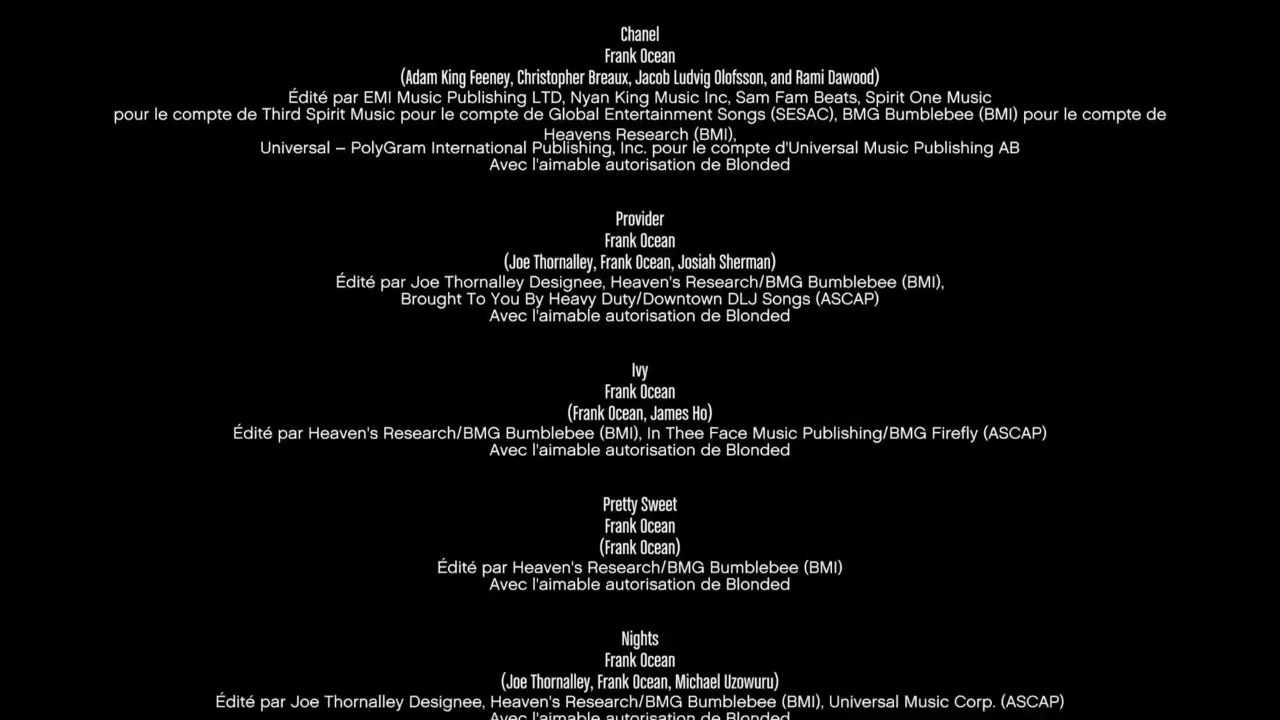 Chanel
Frank Ocean
(Adam King Feeney, Christopher Breaux, Jacob Ludvig Olofsson, and Rami Dawood)
Édité par EMI Music Publishing LTD, Nyan King Music Inc, Sam Fam Beats, Spirit One Music
pour le compte de Third Spirit Music pour le compte de Global Entertainment Songs (SESAC), BMG Bumblebee (BMI) pour le compte de
Heavens Research (BMI),
Universal – PolyGram International Publishing, Inc. pour le compte d'Universal Music Publishing AB
Avec l'aimable autorisation de Blonded
Provider
Frank Ocean
(Joe Thornalley, Frank Ocean, Josiah Sherman)
Édité par Joe Thornalley Designee, Heaven's Research/BMG Bumblebee (BMI),
Brought To You By Heavy Duty/Downtown DLJ Songs (ASCAP)
Avec l'aimable autorisation de Blonded
Ivy
Frank Ocean
(Frank Ocean, James Ho)
Édité par Heaven's Research/BMG Bumblebee (BMI), In Thee Face Music Publishing/BMG Firefly (ASCAP)
Avec l'aimable autorisation de Blonded
Pretty Sweet
Frank Ocean
(Frank Ocean)
Édité par Heaven's Research/BMG Bumblebee (BMI)
Avec l'aimable autorisation de Blonded
Nights
Frank Ocean
(Joe Thornalley, Frank Ocean, Michael Uzowuru)
Édité par Joe Thornalley Designee, Heaven's Research/BMG Bumblebee (BMI), Universal Music Corp. (ASCAP)
Avec l'aimable autorisation de Blonded